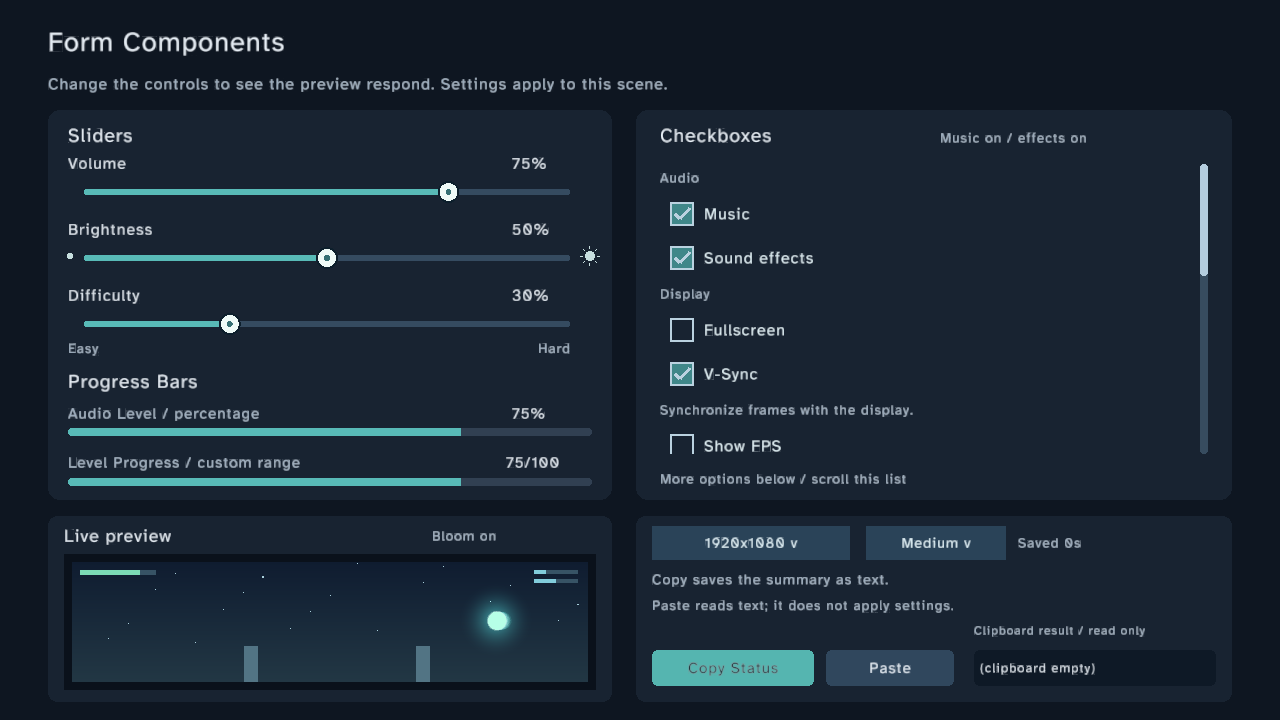 Form Components
Change the controls to see the preview respond. Settings apply to this scene.
Sliders
Volume 75%
Brightness 50%
Difficulty 30%
Easy Hard
Progress Bars
Audio Level / percentage 75%
Level Progress / custom range 75/100
Checkboxes Music on / effects on
Audio
Music
Sound effects
Display
Fullscreen
V-Sync
Synchronize frames with the display.
Show FPS
More options below / scroll this list
Live preview Bloom on
1920x1080 v Medium v Saved 0s
Copy saves the summary as text.
Paste reads text; it does not apply settings.
Clipboard result / read only
Copy Status Paste (clipboard empty)